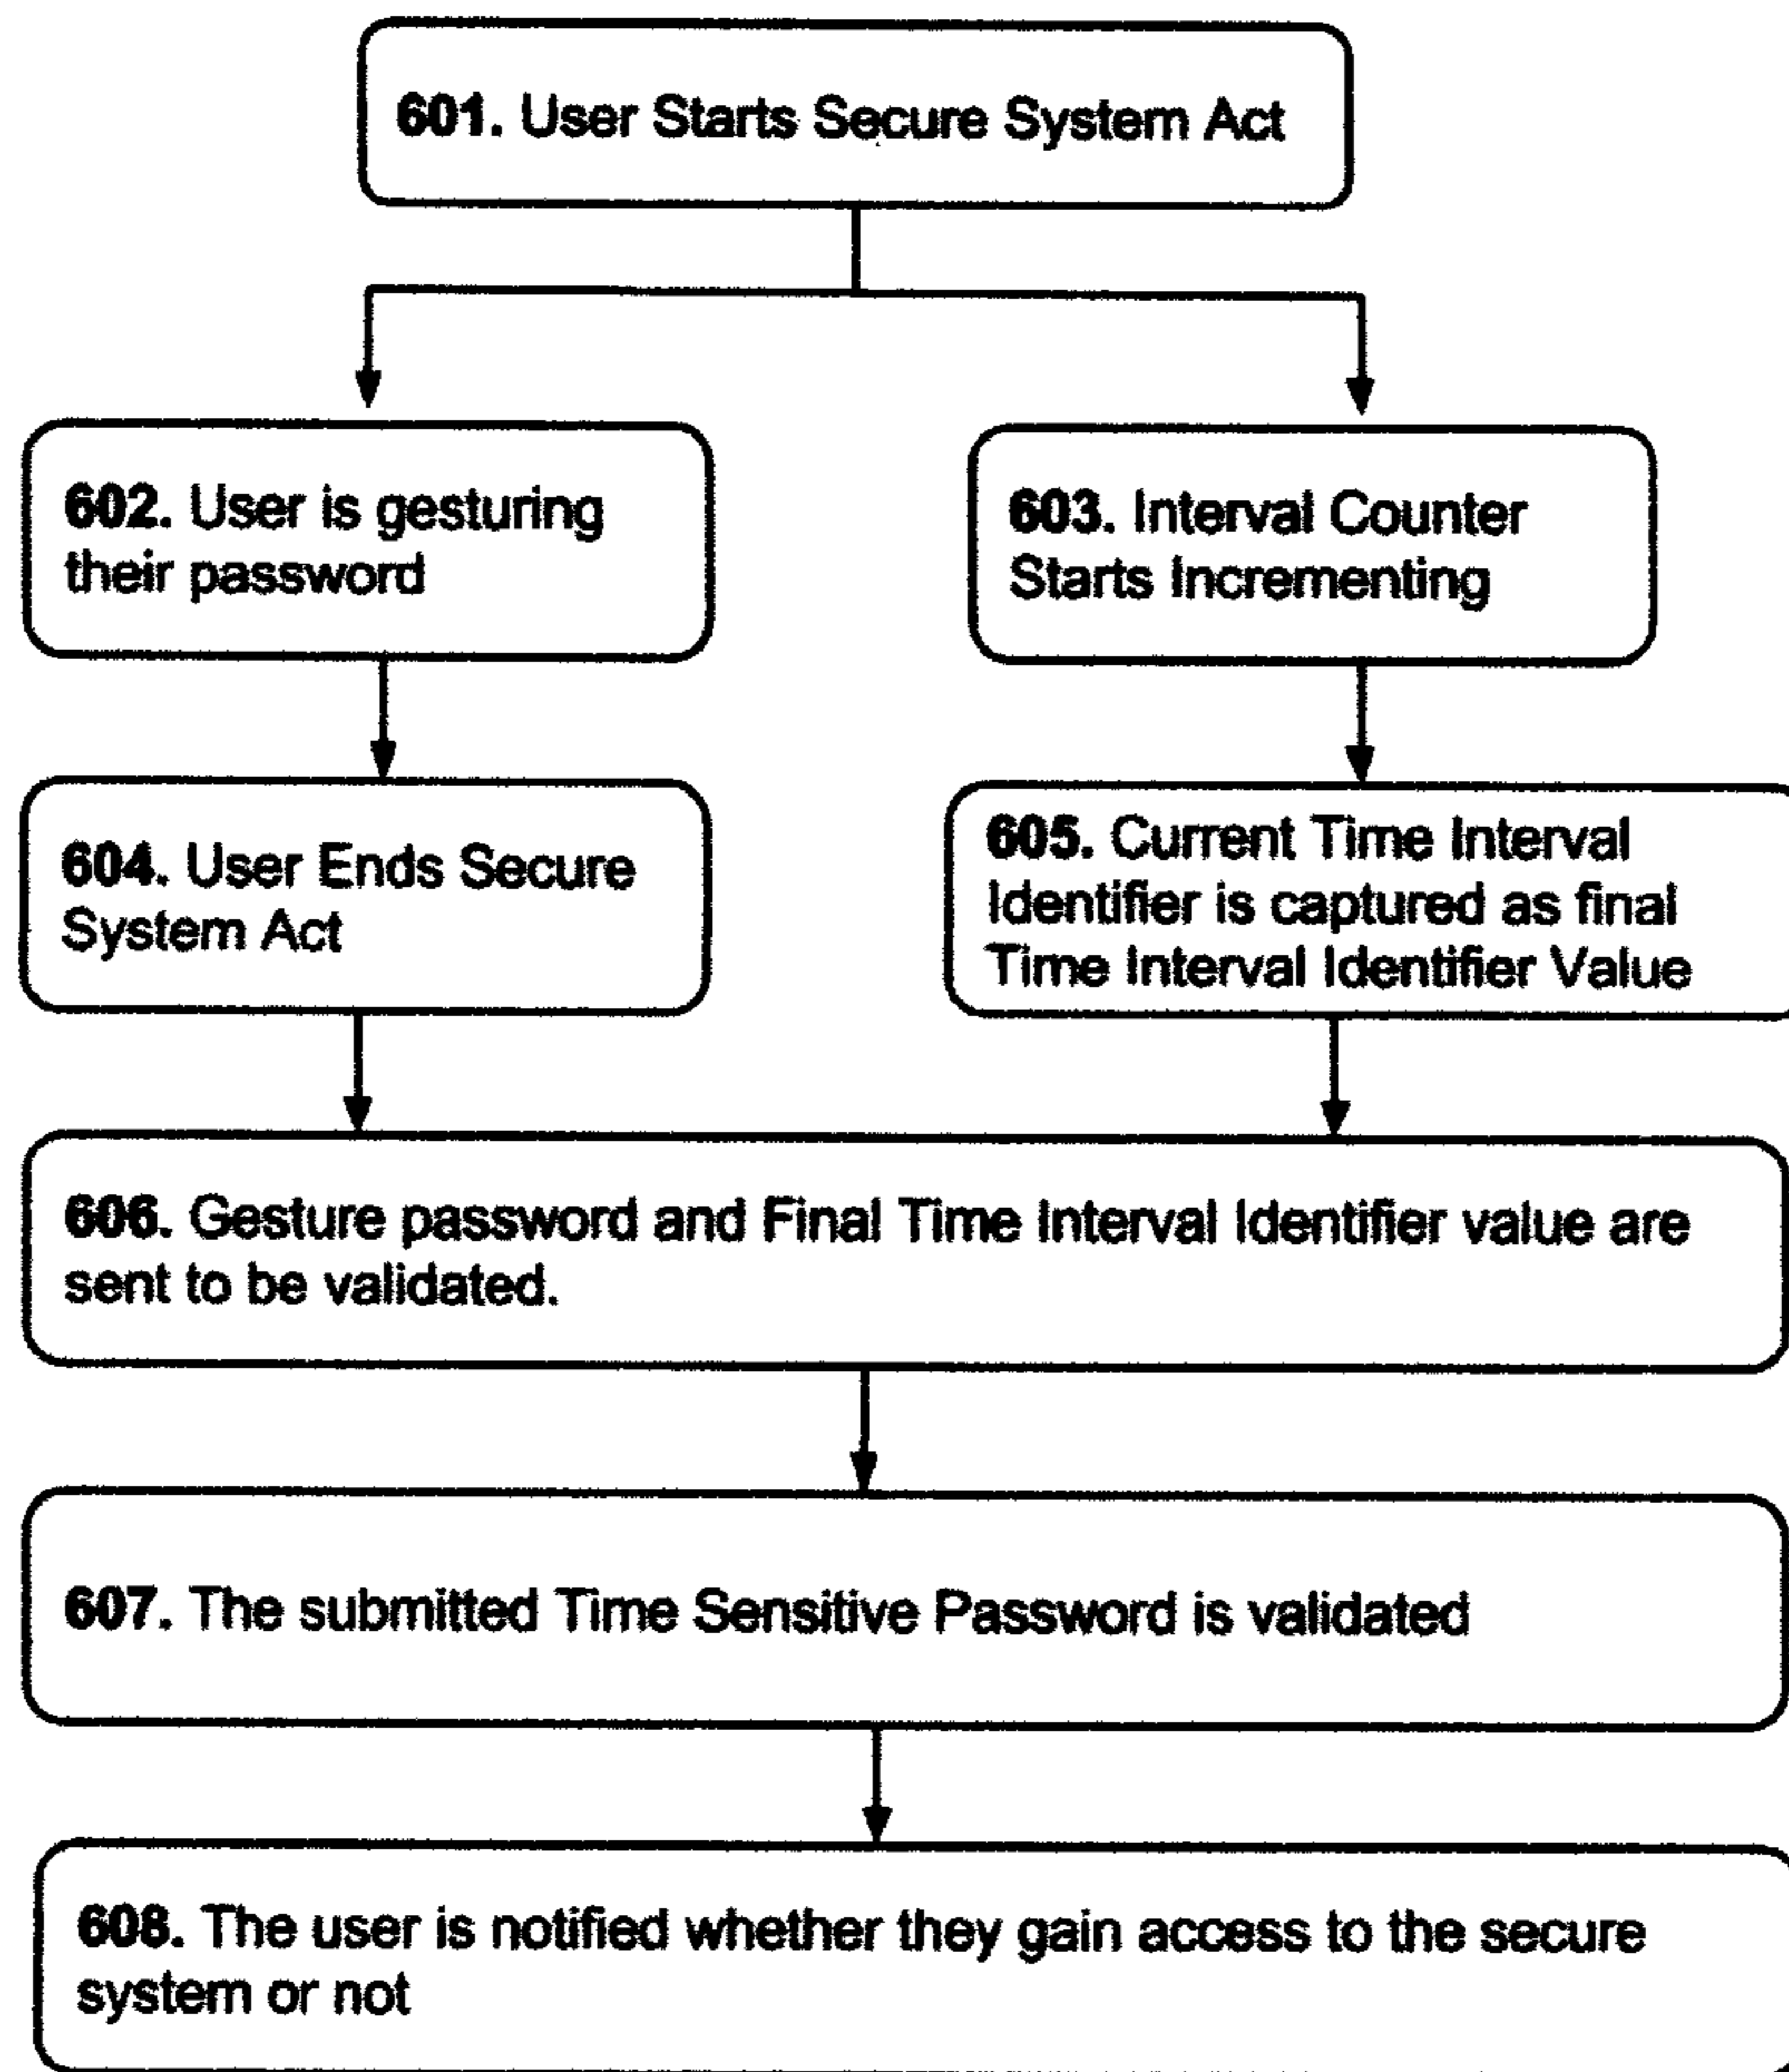 601. User Starts Secure System Act
602. User is gesturing
their password
603. Interval Counter
Starts Incrementing
604. User Ends Secure
System Act
605. Current Time Interval
Identifier is captured as final
Time Interval Identifier Value
606. Gesture password and Final Time Interval Identifier value are
sent to be validated.
607. The submitted Time Sensitive Password is validated
608. The user is notified whether they gain access to the secure
system or not